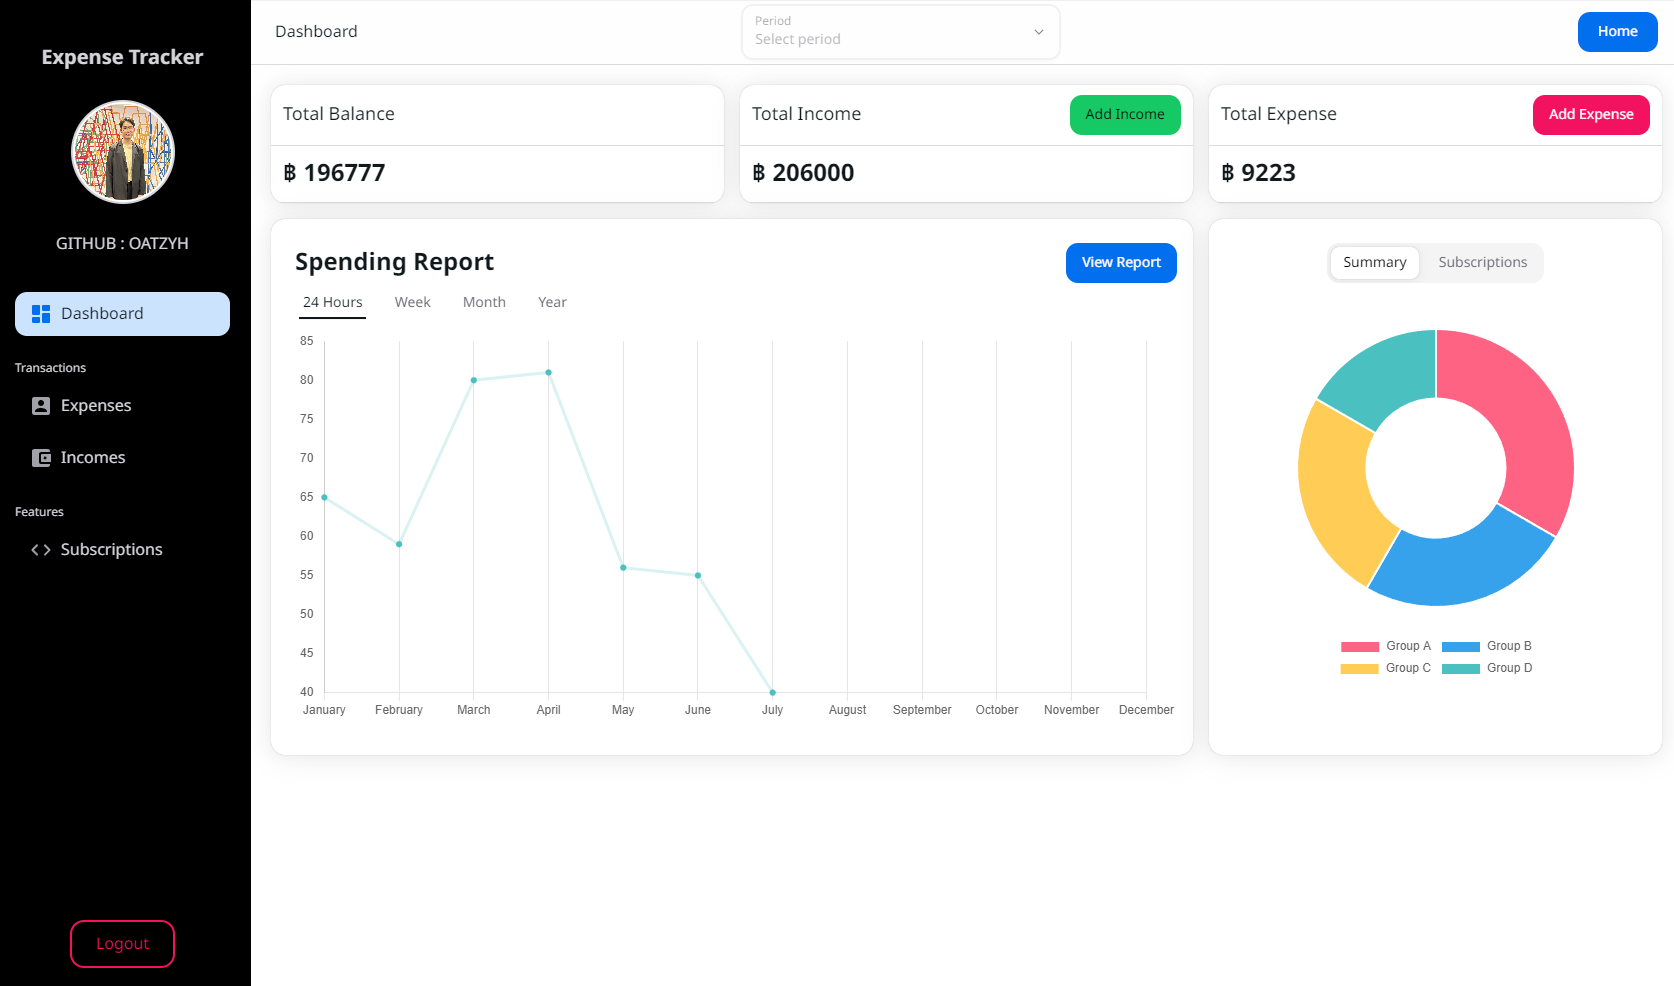 Expense Tracker
GITHUB : OATZYH
Dashboard
Transactions
Expenses
Incomes
Features
Subscriptions
Logout
Dashboard
Period
Select period
Home
Total Balance
฿ 196777
Total Income
Add Income
฿ 206000
Total Expense
Add Expense
฿ 9223
Spending Report
View Report
24 Hours Week Month Year
85
80
75
70
65
60
55
50
45
40
January February March April May June July August September October November December
Summary Subscriptions
Group A Group B
Group C Group D